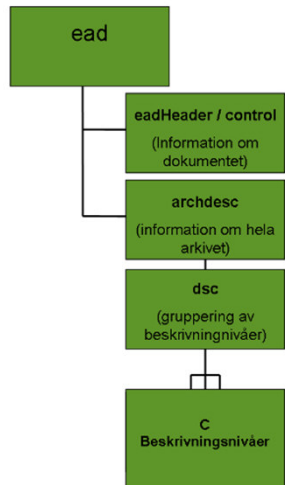 ead
eadHeader / control
(Information om
dokumentet)
archdesc
(information om hela
arkivet)
dsc
(gruppering av
beskrivningnivåer)
C
Beskrivningsnivåer